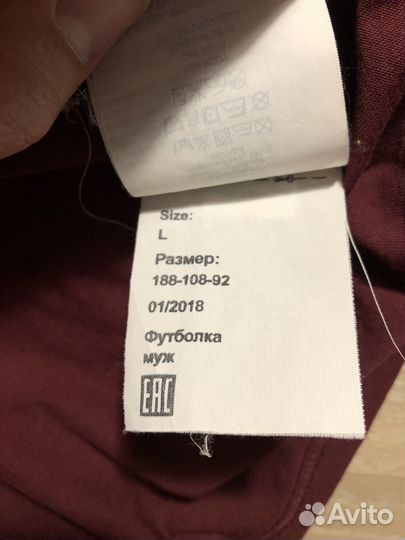 Size:
L
Размер:
188-108-92
01/2018
Футболка
муж
EAC
Avito